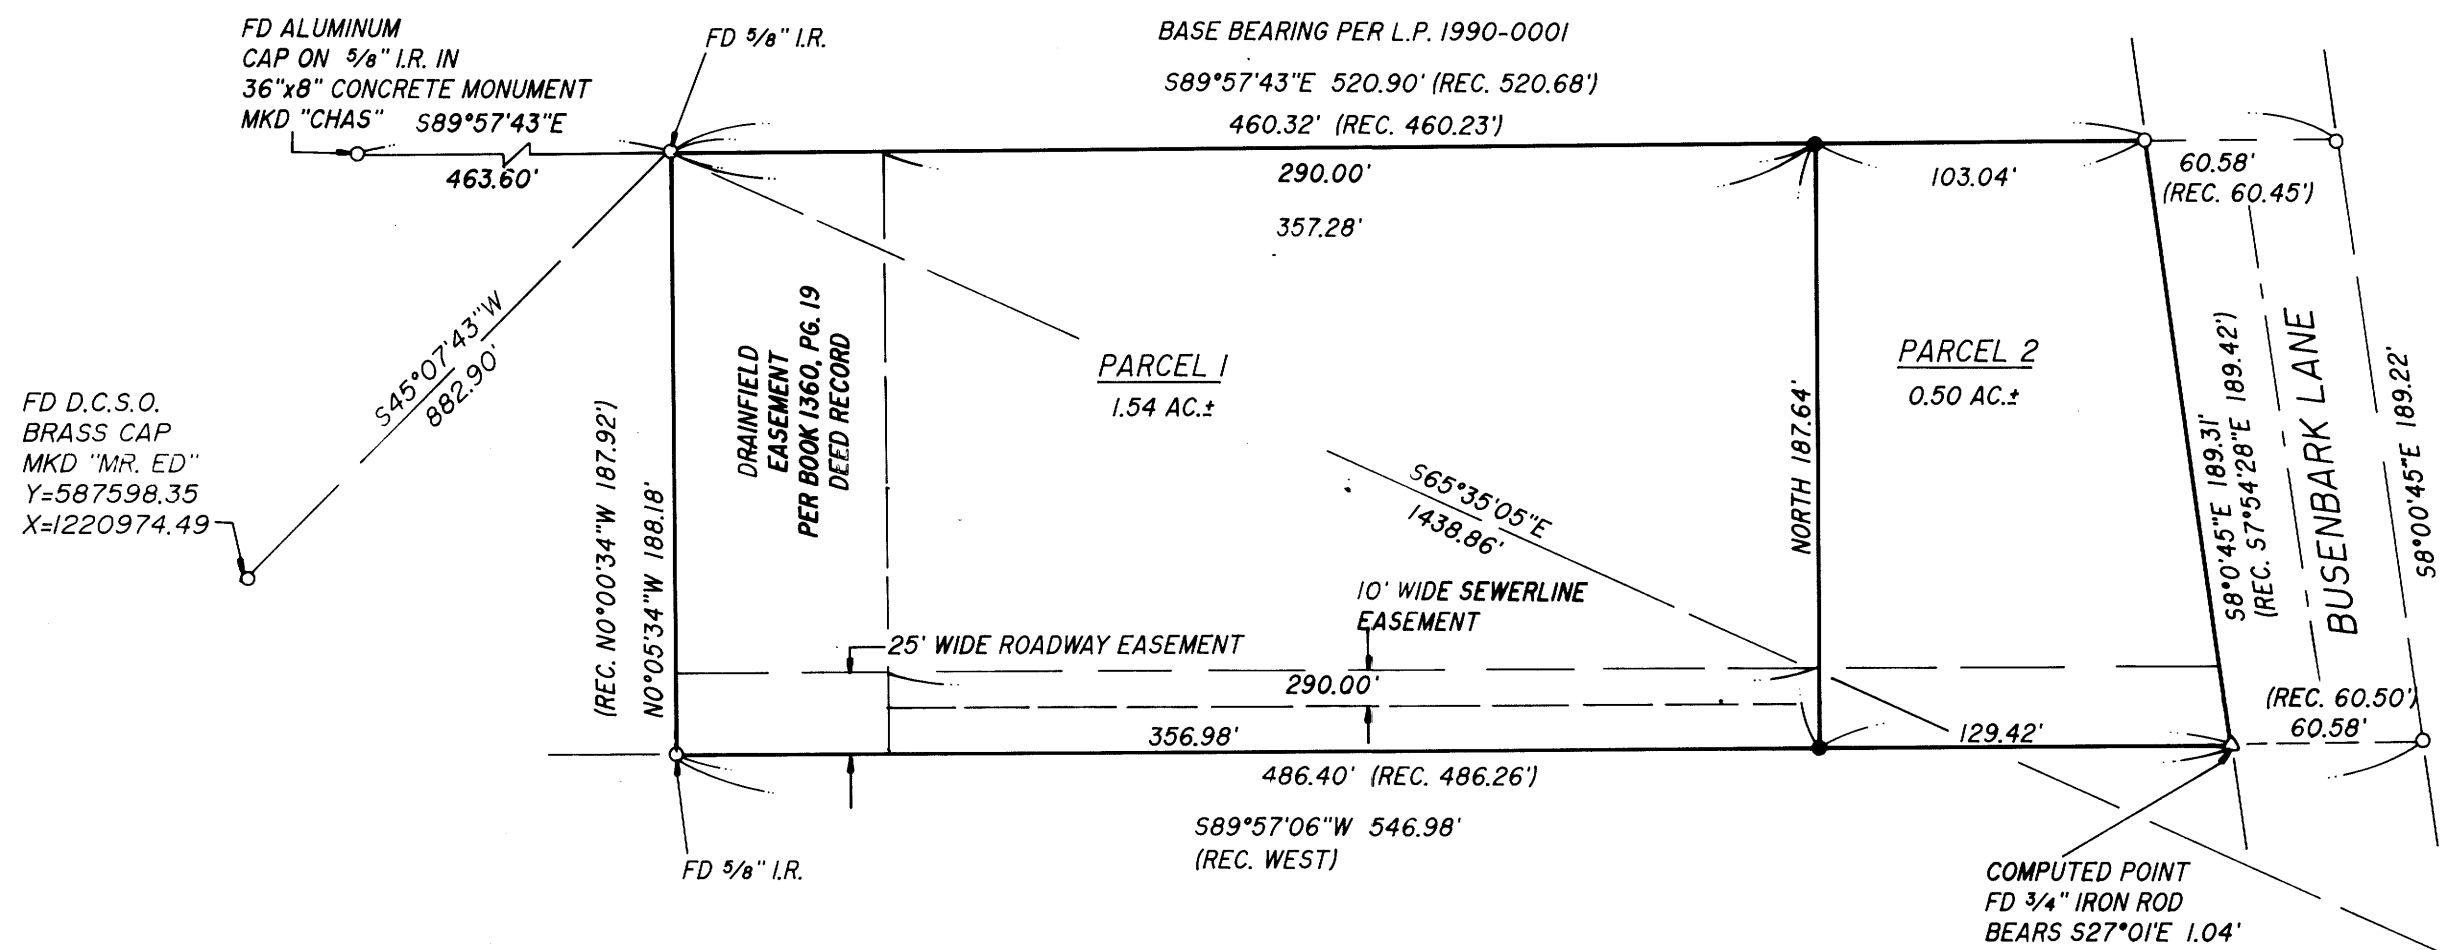 FD ALUMINUM
CAP ON 5/8" I.R. IN
36"x8" CONCRETE MONUMENT
MKD "CHAS"
S89°57'43"E
463.60'
FD 5/8" I.R.
BASE BEARING PER L.P. 1990-0001
S89°57'43"E 520.90' (REC. 520.68')
460.32' (REC. 460.23')
290.00'
357.28'
103.04'
60.58'
(REC. 60.45')
S45°07'43"W
882.90'
FD D.C.S.O.
BRASS CAP
MKD "MR. ED"
Y=587598.35
X=1220974.49
(REC. N0°00'34"W 187.92')
N0°05'34"W 188.18'
DRAINFIELD
EASEMENT
PER BOOK 1360, PG. 19
DEED RECORD
PARCEL 1
1.54 AC.±
S65°35'05"E
1438.86'
NORTH 187.64'
PARCEL 2
0.50 AC.±
S8°0'45"E 189.31'
(REC. S7°54'28"E 189.42')
BUSENBARK LANE
S8°00'45"E 189.22'
10' WIDE SEWERLINE
EASEMENT
25' WIDE ROADWAY EASEMENT
290.00'
356.98'
129.42'
(REC. 60.50')
60.58'
486.40' (REC. 486.26')
S89°57'06"W 546.98'
(REC. WEST)
FD 5/8" I.R.
COMPUTED POINT
FD 3/4" IRON ROD
BEARS S27°01'E 1.04'